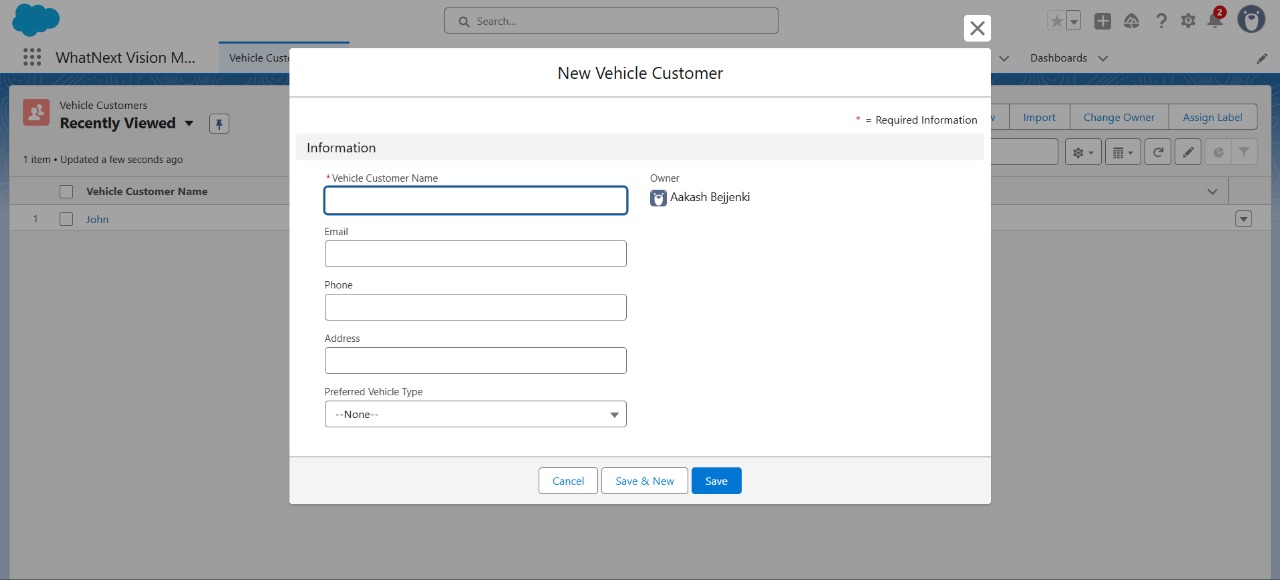 Search...
2
WhatNext Vision M...
Vehicle Custo
Dashboards
New Vehicle Customer
Vehicle Customers
Recently Viewed
Import
Change Owner
Assign Label
* = Required Information
Information
1 item • Updated a few seconds ago
*Vehicle Customer Name
Owner
Aakash Bejjenki
Vehicle Customer Name
1
John
Email
Phone
Address
Preferred Vehicle Type
--None--
Cancel
Save & New
Save